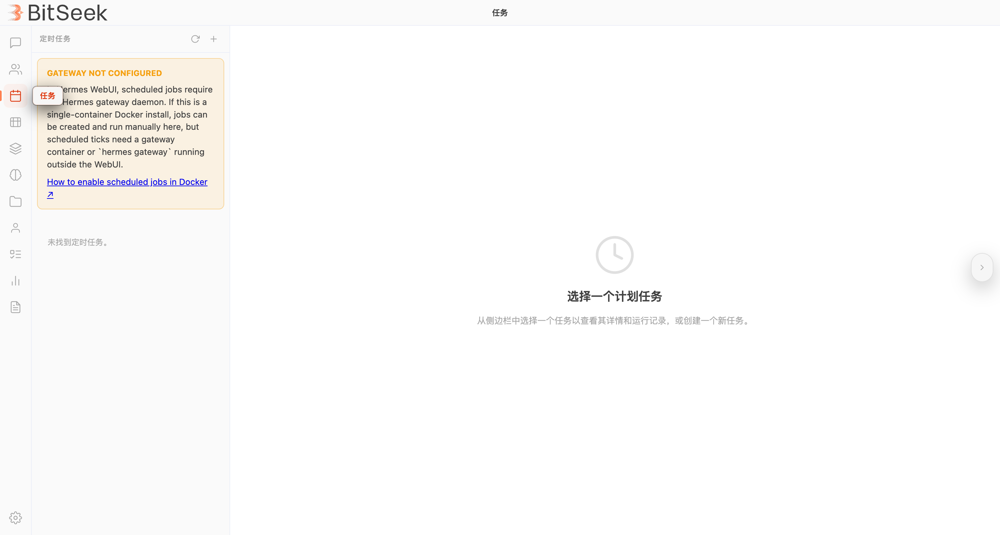 BitSeek
任务
定时任务
GATEWAY NOT CONFIGURED
Hermes WebUI, scheduled jobs require
任务
Hermes gateway daemon. If this is a
single-container Docker install, jobs can
be created and run manually here, but
scheduled ticks need a gateway
container or `hermes gateway` running
outside the WebUI.
How to enable scheduled jobs in Docker
↗
未找到定时任务。
选择一个计划任务
从侧边栏中选择一个任务以查看其详情和运行记录，或创建一个新任务。